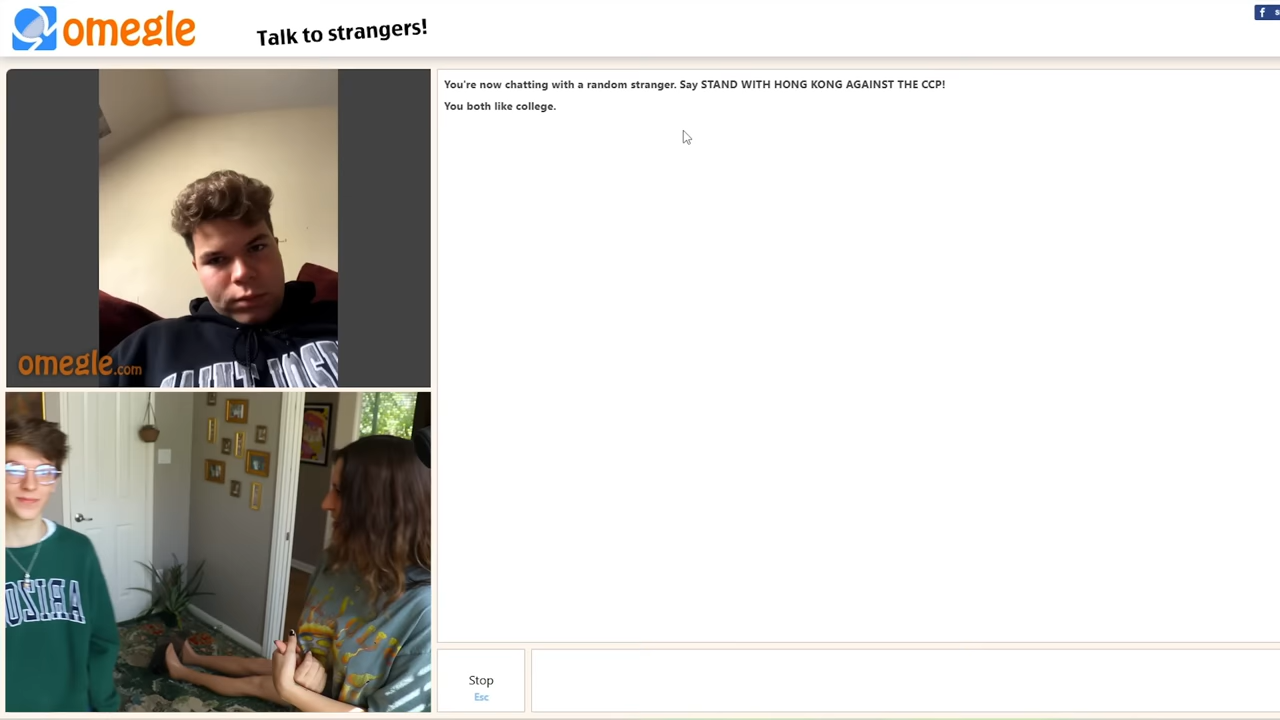 omegle
Talk to strangers!
f
You're now chatting with a random stranger. Say STAND WITH HONG KONG AGAINST THE CCP!
You both like college.
omegle.com
Stop
Esc